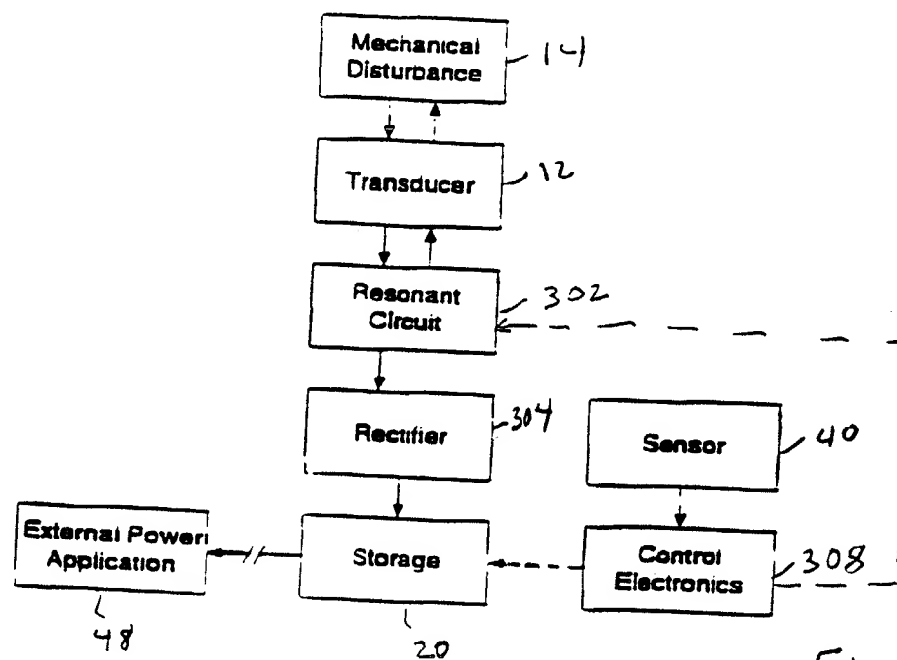 Mechanical
Disturbance
14
Transducer
12
Resonant
Circuit
302
Rectifier
304
Sensor
40
External Power
Application
48
Storage
20
Control
Electronics
308